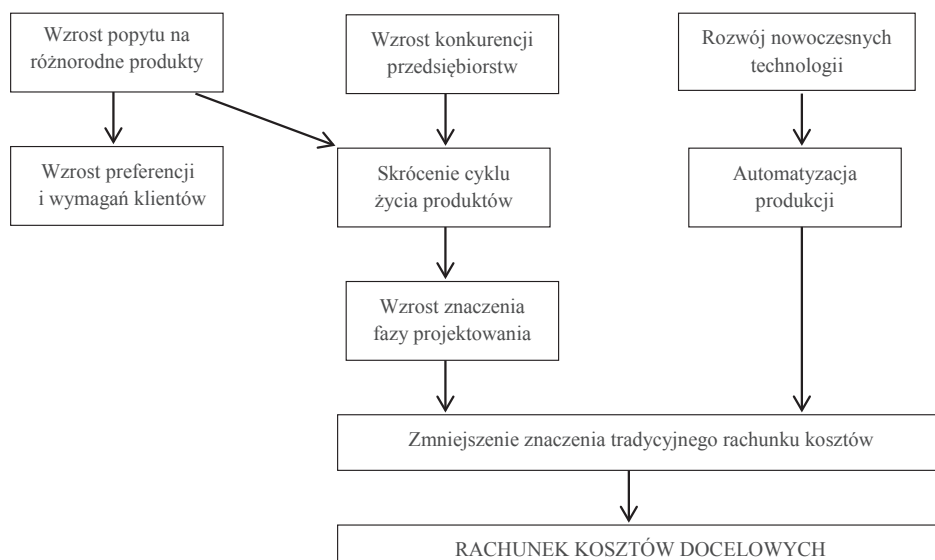 Wzrost popytu na
różnorodne produkty
Wzrost konkurencji
przedsiębiorstw
Rozwój nowoczesnych
technologii
Wzrost preferencji
i wymagań klientów
Skrócenie cyklu
życia produktów
Automatyzacja
produkcji
Wzrost znaczenia
fazy projektowania
Zmniejszenie znaczenia tradycyjnego rachunku kosztów
RACHUNEK KOSZTÓW DOCELOWYCH